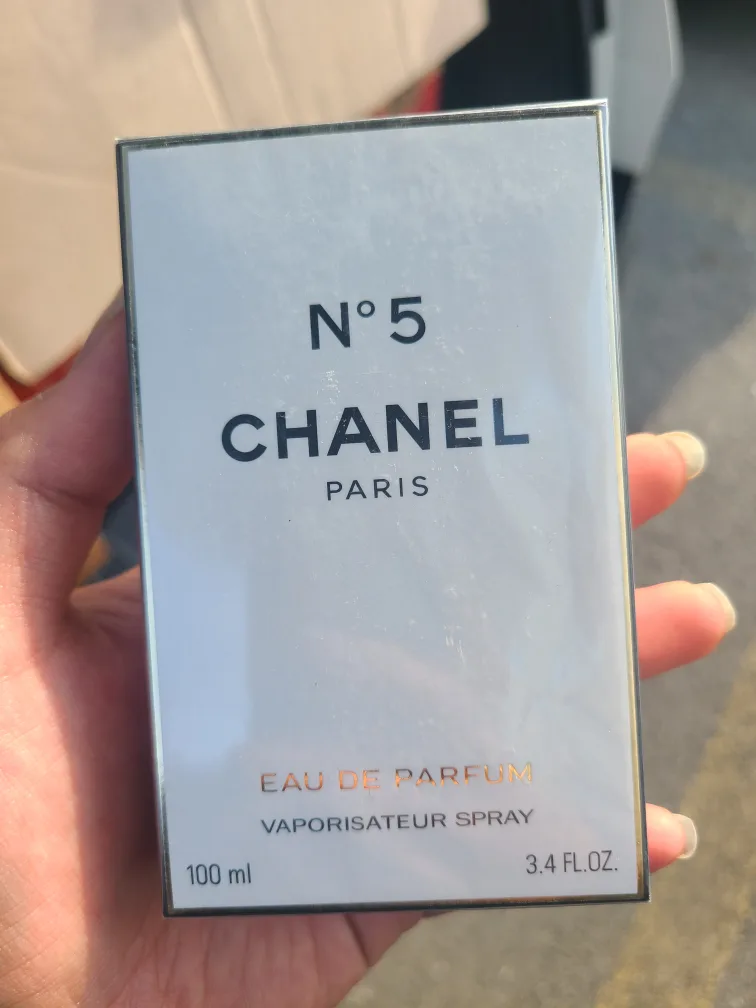 N°5
CHANEL
PARIS
EAU DE PARFUM
VAPORISATEUR SPRAY
100 ml
3.4 FL.OZ.